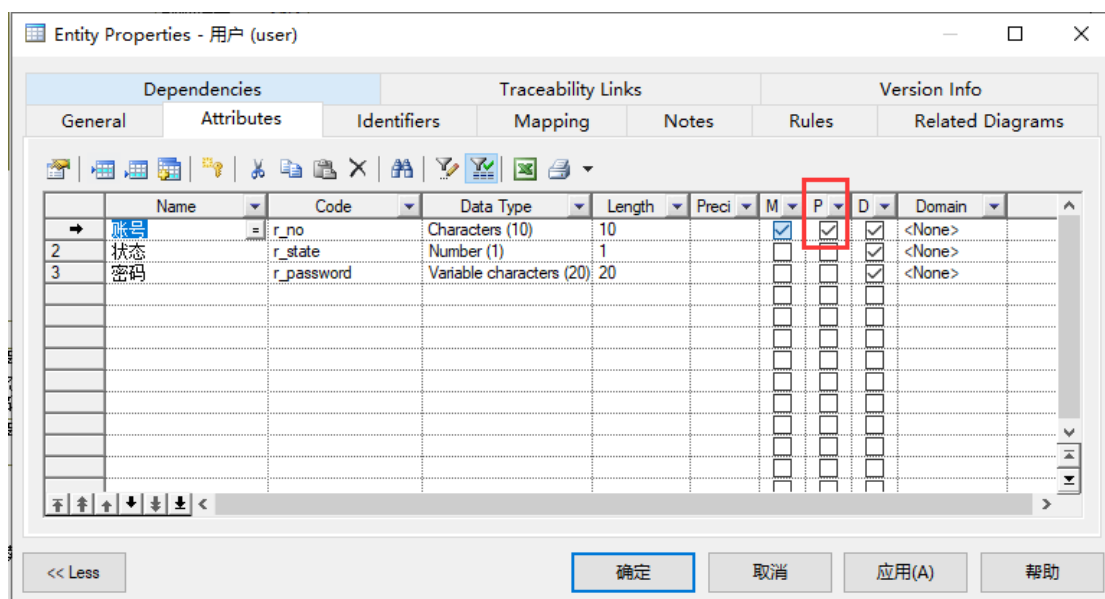 Entity Properties - 用户 (user)
Dependencies Traceability Links Version Info
General Attributes Identifiers Mapping Notes Rules Related Diagrams
Name Code Data Type Length Preci M P D Domain
账号 = r_no Characters (10) 10 <None>
2 状态 r_state Number (1) 1 <None>
3 密码 r_password Variable characters (20) 20 <None>
<< Less 确定 取消 应用(A) 帮助